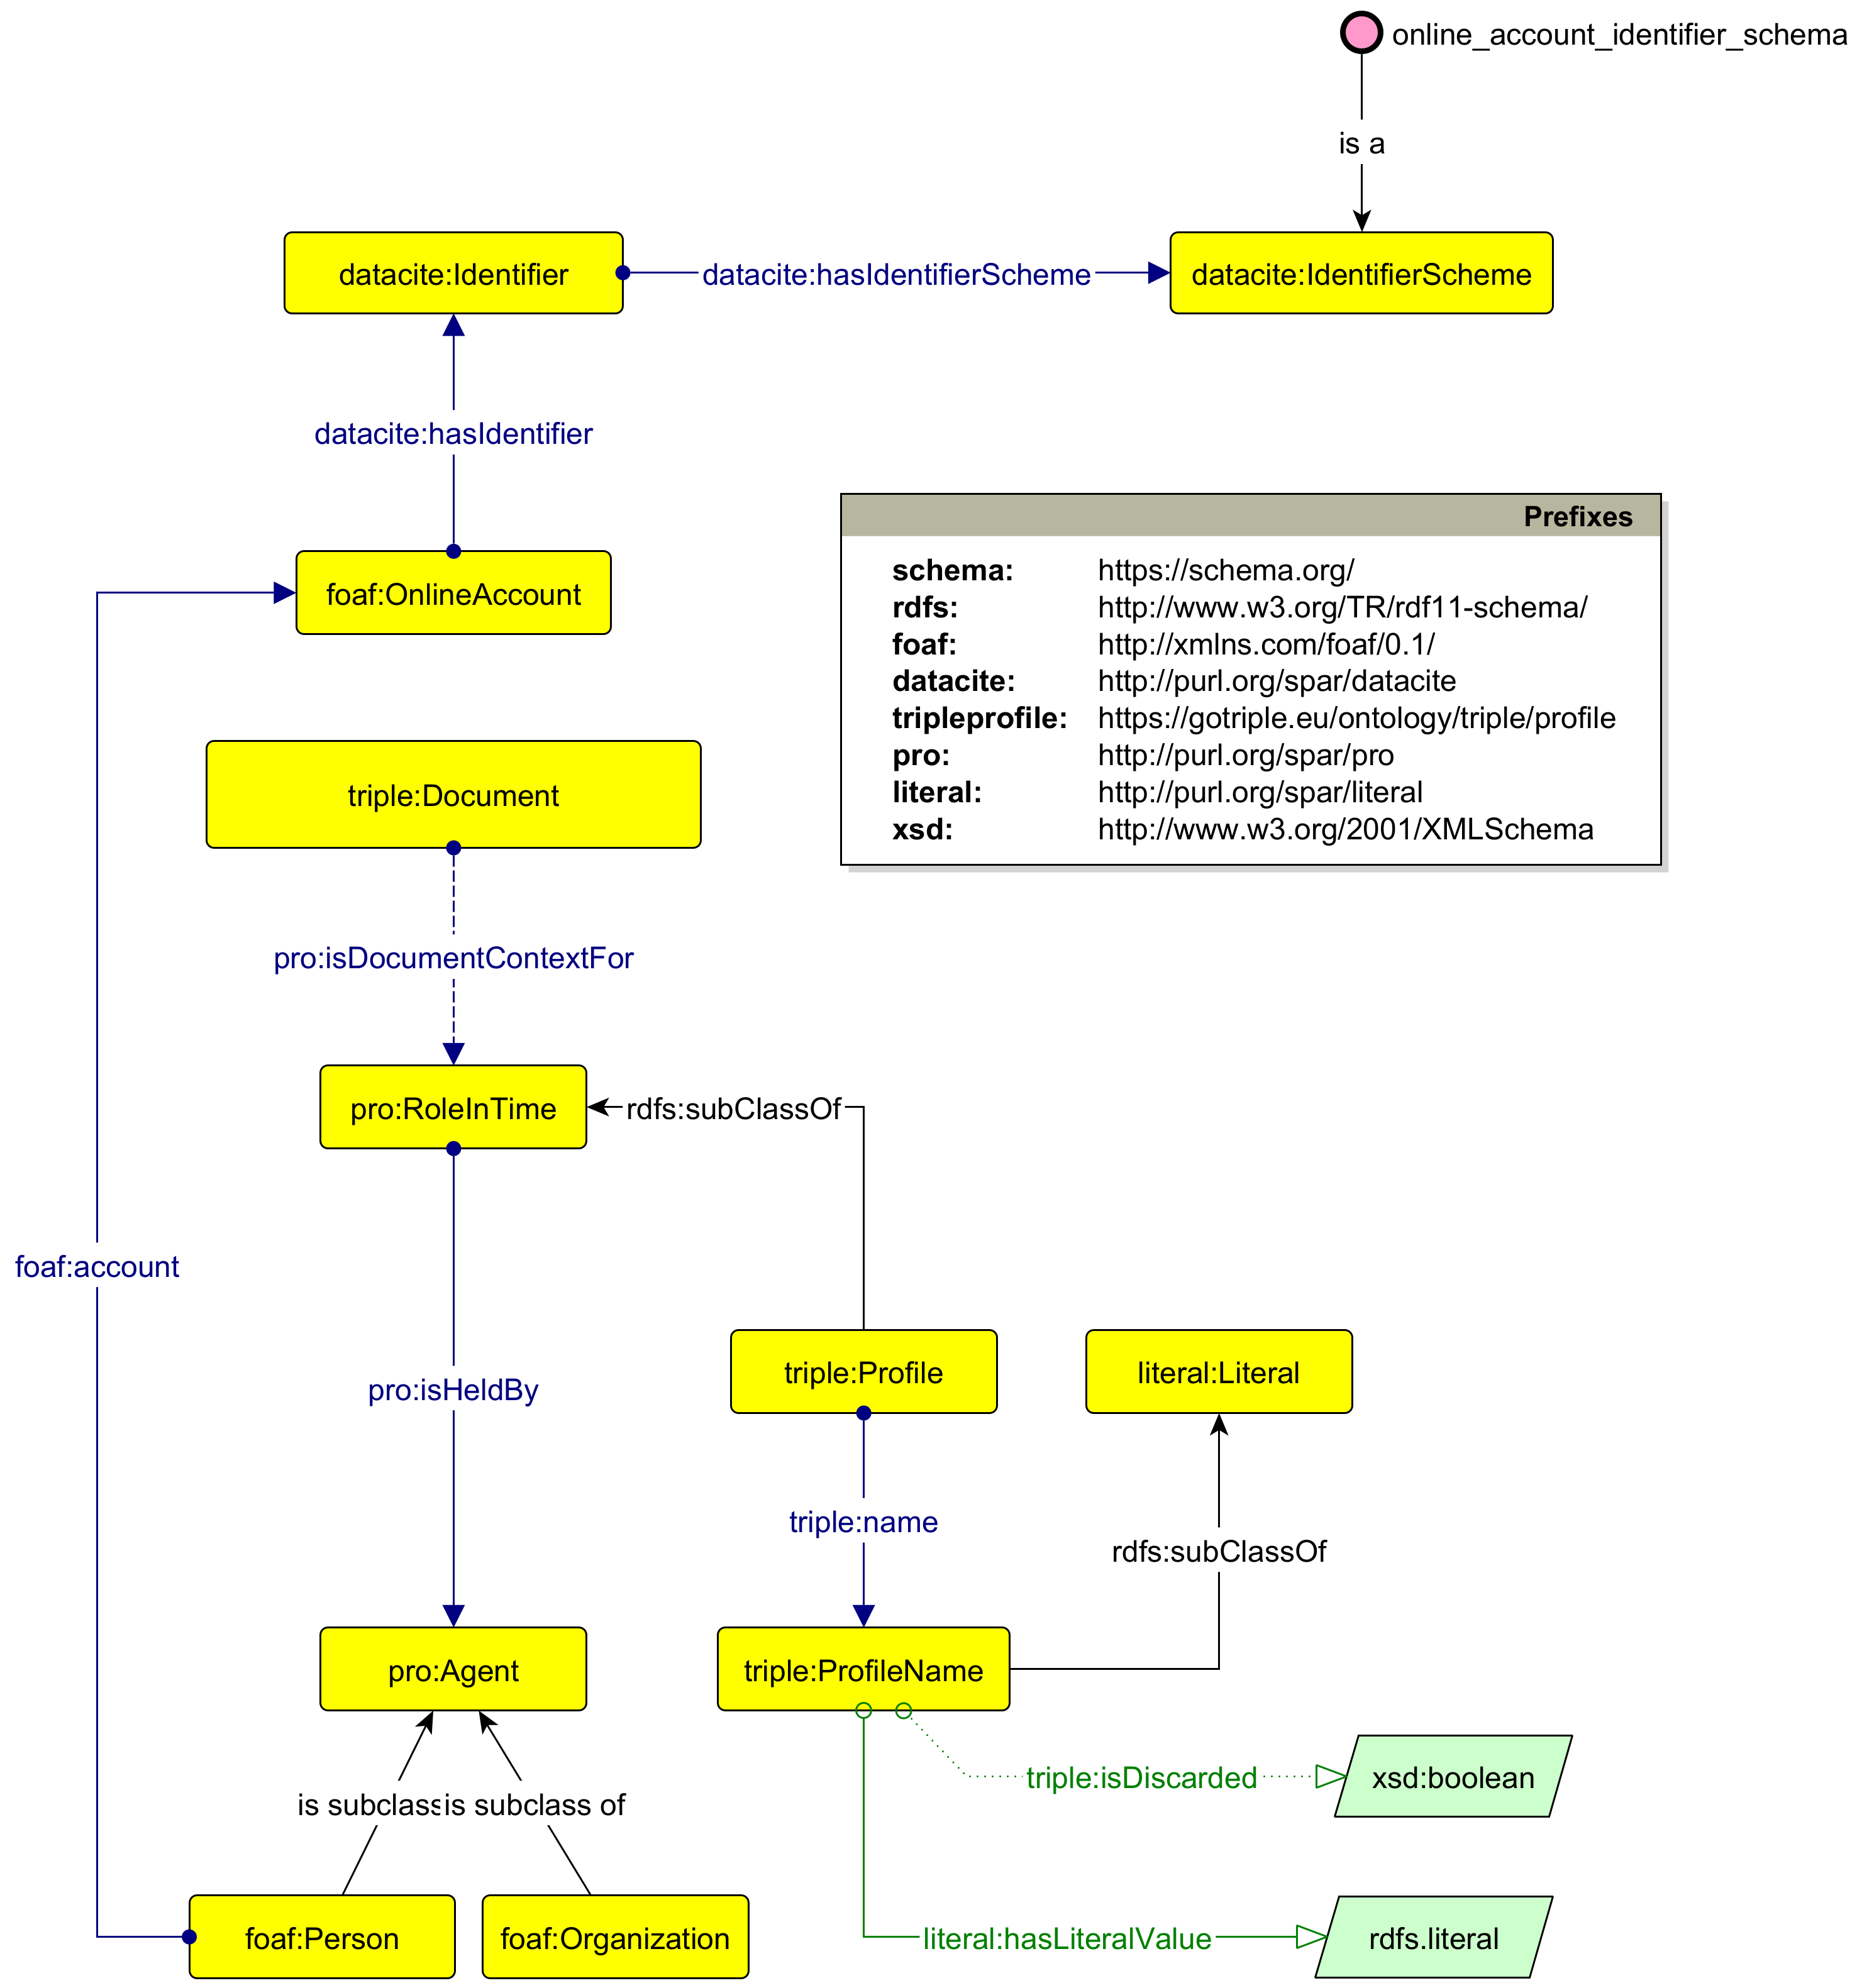 online_account_identifier_schema
is a
datacite:Identifier
datacite:hasIdentifierScheme
datacite:IdentifierScheme
datacite:hasIdentifier
foaf:OnlineAccount
Prefixes
schema: https://schema.org/
rdfs: http://www.w3.org/TR/rdf11-schema/
foaf: http://xmlns.com/foaf/0.1/
datacite: http://purl.org/spar/datacite
tripleprofile: https://gotriple.eu/ontology/triple/profile
pro: http://purl.org/spar/pro
literal: http://purl.org/spar/literal
xsd: http://www.w3.org/2001/XMLSchema
triple:Document
pro:isDocumentContextFor
pro:RoleInTime
rdfs:subClassOf
foaf:account
pro:isHeldBy
triple:Profile
literal:Literal
triple:name
rdfs:subClassOf
pro:Agent
triple:ProfileName
triple:isDiscarded
xsd:boolean
is subclass
is subclass of
foaf:Person
foaf:Organization
literal:hasLiteralValue
rdfs.literal